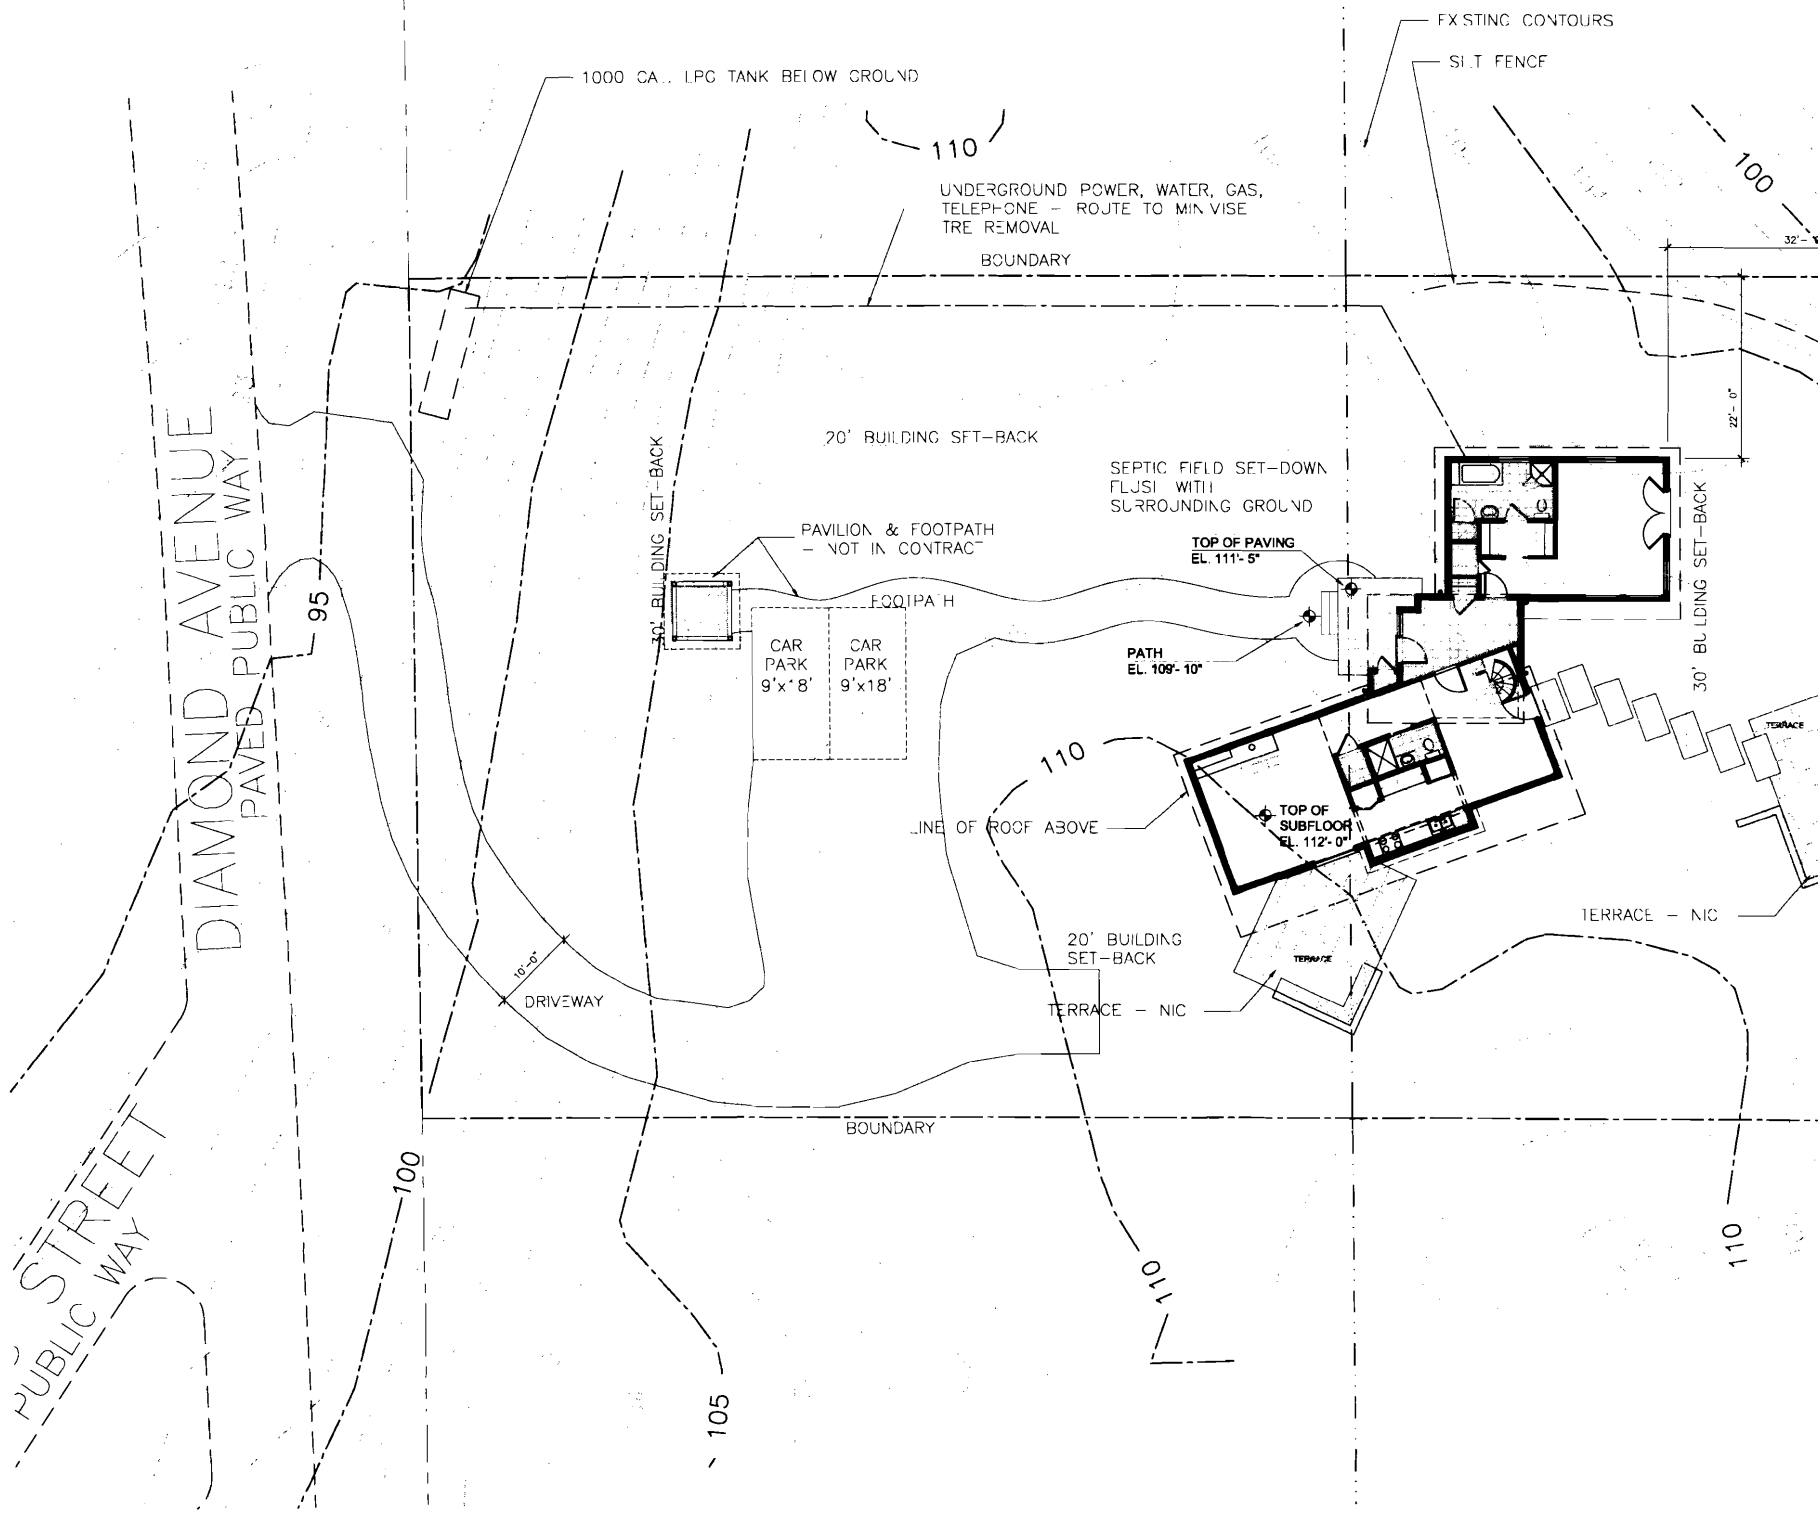 EXISTING CONTOURS
SILT FENCE
1000 GAL. LPG TANK BELOW GROUND
110
100
UNDERGROUND POWER, WATER, GAS,
TELEPHONE – ROUTE TO MINIMISE
TREE REMOVAL
BOUNDARY
22'- 0"
20' BUILDING SET-BACK
30' BUILDING SET-BACK
SEPTIC FIELD SET-DOWN
FLUSH WITH
SURROUNDING GROUND
PAVILION & FOOTPATH
– NOT IN CONTRACT
TOP OF PAVING
EL. 111'- 5"
30' BUILDING SET-BACK
FOOTPATH
CAR
PARK
9'x18'
CAR
PARK
9'x18'
PATH
EL. 109'- 10"
95
DIAMOND AVENUE
PAVED PUBLIC WAY
TERRACE
110
LINE OF ROOF ABOVE
TOP OF
SUBFLOOR
EL. 112'- 0"
TERRACE – NIC
20' BUILDING
SET-BACK
TERRACE
TERRACE – NIC
10'-0"
DRIVEWAY
BOUNDARY
100
STREET
PUBLIC WAY
110
110
105